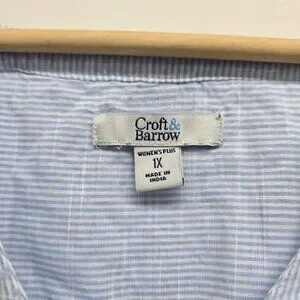 Croft&
Barrow
WOMEN'S PLUS
1X
MADE IN
INDIA